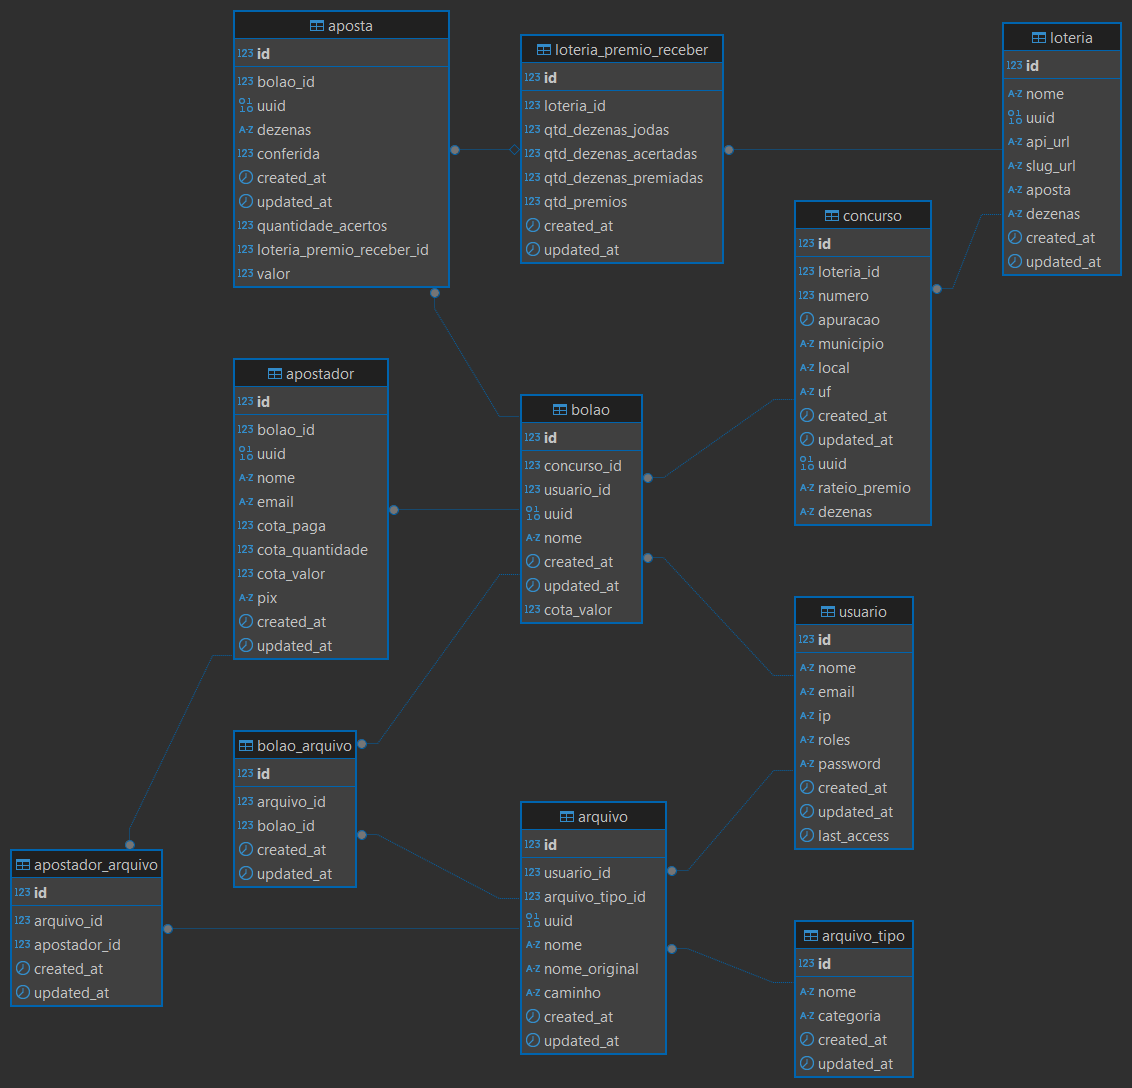 aposta
123 id
123 bolao_id
uuid
A-Z dezenas
123 conferida
created_at
updated_at
123 quantidade_acertos
123 loteria_premio_receber_id
123 valor
loteria_premio_receber
123 id
123 loteria_id
123 qtd_dezenas_jodas
123 qtd_dezenas_acertadas
123 qtd_dezenas_premiadas
123 qtd_premios
created_at
updated_at
loteria
123 id
A-Z nome
uuid
A-Z api_url
A-Z slug_url
A-Z aposta
A-Z dezenas
created_at
updated_at
concurso
123 id
123 loteria_id
123 numero
apuracao
A-Z municipio
A-Z local
A-Z uf
created_at
updated_at
uuid
A-Z rateio_premio
A-Z dezenas
apostador
123 id
123 bolao_id
uuid
A-Z nome
A-Z email
123 cota_paga
123 cota_quantidade
123 cota_valor
A-Z pix
created_at
updated_at
bolao
123 id
123 concurso_id
123 usuario_id
uuid
A-Z nome
created_at
updated_at
123 cota_valor
usuario
123 id
A-Z nome
A-Z email
A-Z ip
A-Z roles
A-Z password
created_at
updated_at
last_access
bolao_arquivo
123 id
123 arquivo_id
123 bolao_id
created_at
updated_at
arquivo
123 id
123 usuario_id
123 arquivo_tipo_id
uuid
A-Z nome
A-Z nome_original
A-Z caminho
created_at
updated_at
apostador_arquivo
123 id
123 arquivo_id
123 apostador_id
created_at
updated_at
arquivo_tipo
123 id
A-Z nome
A-Z categoria
created_at
updated_at